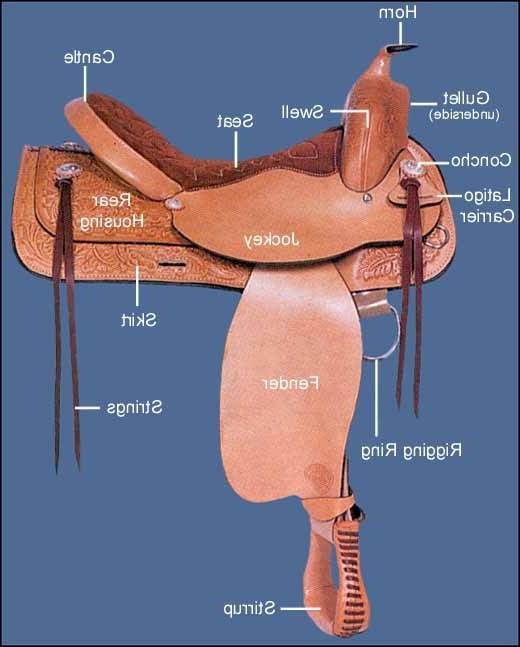 Horn
Cantle
Gullet
(underside)
Swell
Seat
Concho
Latigo
Carrier
Rear
Housing
Jockey
Skirt
Fender
Strings
Rigging Ring
Stirrup